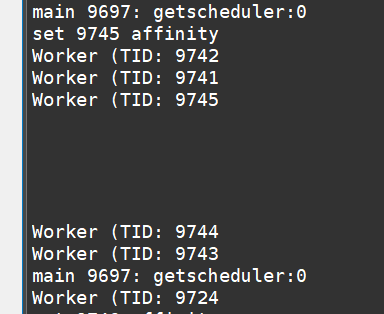 main 9697: getscheduler:0
set 9745 affinity
Worker (TID: 9742
Worker (TID: 9741
Worker (TID: 9745
Worker (TID: 9744
Worker (TID: 9743
main 9697: getscheduler:0
Worker (TID: 9724